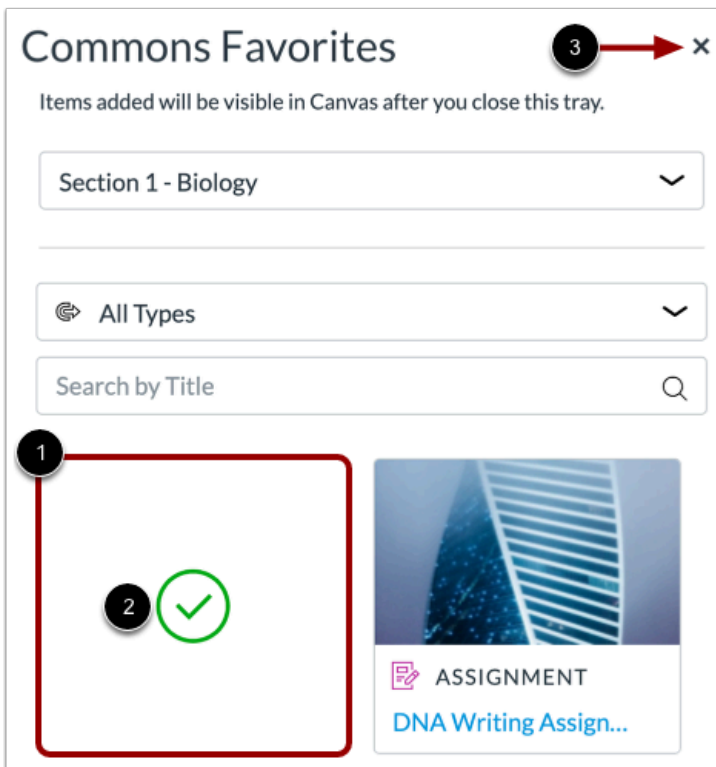 Commons Favorites
3
Items added will be visible in Canvas after you close this tray.
Section 1 - Biology
All Types
Search by Title
1
2
ASSIGNMENT
DNA Writing Assign...